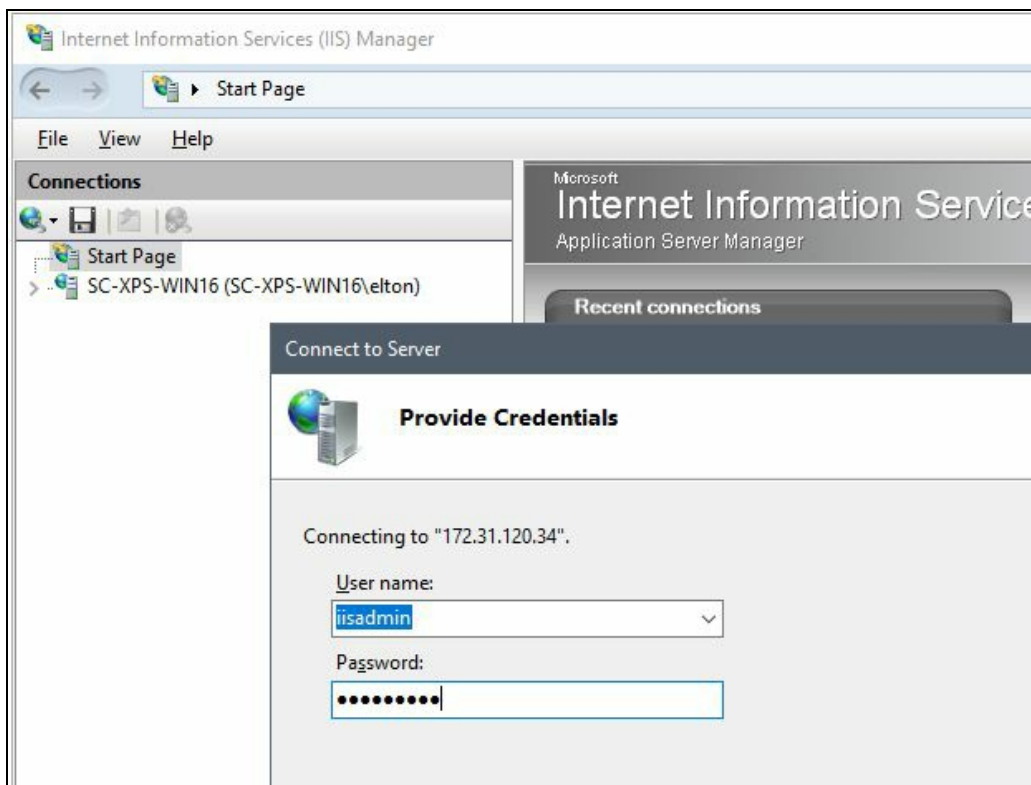 Internet Information Services (IIS) Manager
Start Page
File View Help
Connections
Start Page
SC-XPS-WIN16 (SC-XPS-WIN16\elton)
Microsoft
Internet Information Service
Application Server Manager
Recent connections
Connect to Server
Provide Credentials
Connecting to "172.31.120.34".
User name:
iisadmin
Password:
•••••••••